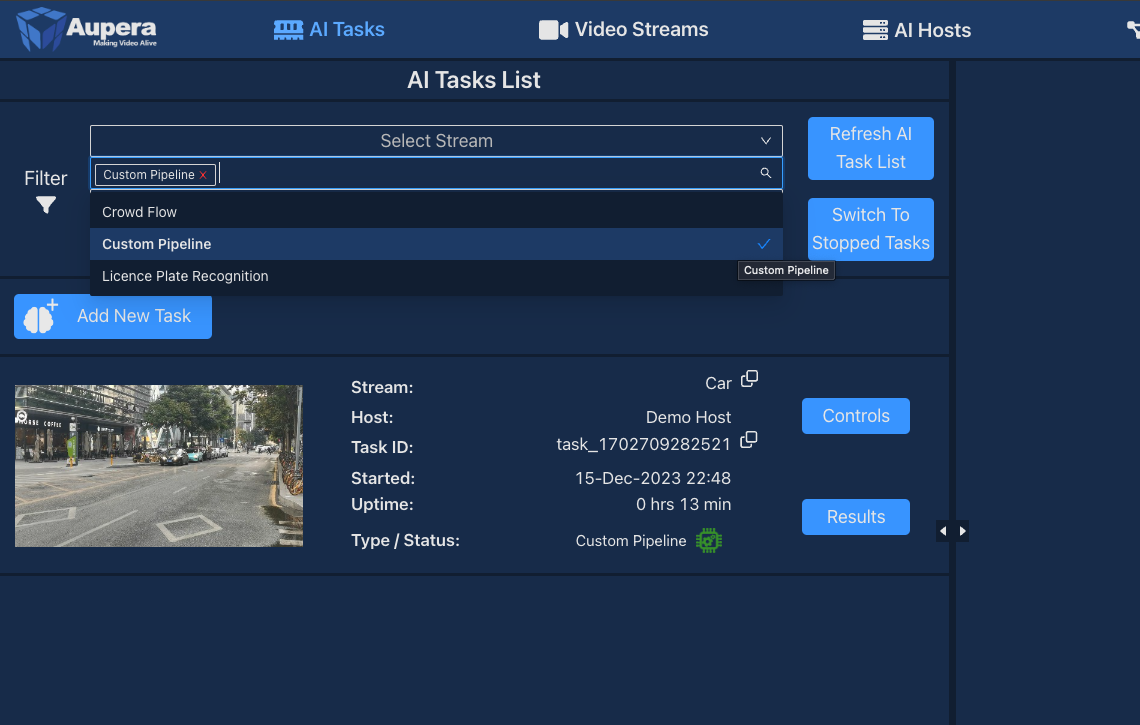 Aupera
Making Video Alive
AI Tasks
Video Streams
AI Hosts
AI Tasks List
Filter
Select Stream
Custom Pipeline x
Crowd Flow
Custom Pipeline
Licence Plate Recognition
Custom Pipeline
Refresh AI
Task List
Switch To
Stopped Tasks
Add New Task
COFFEE
Stream: Car
Host: Demo Host
Task ID: task_1702709282521
Started: 15-Dec-2023 22:48
Uptime: 0 hrs 13 min
Type / Status: Custom Pipeline
Controls
Results